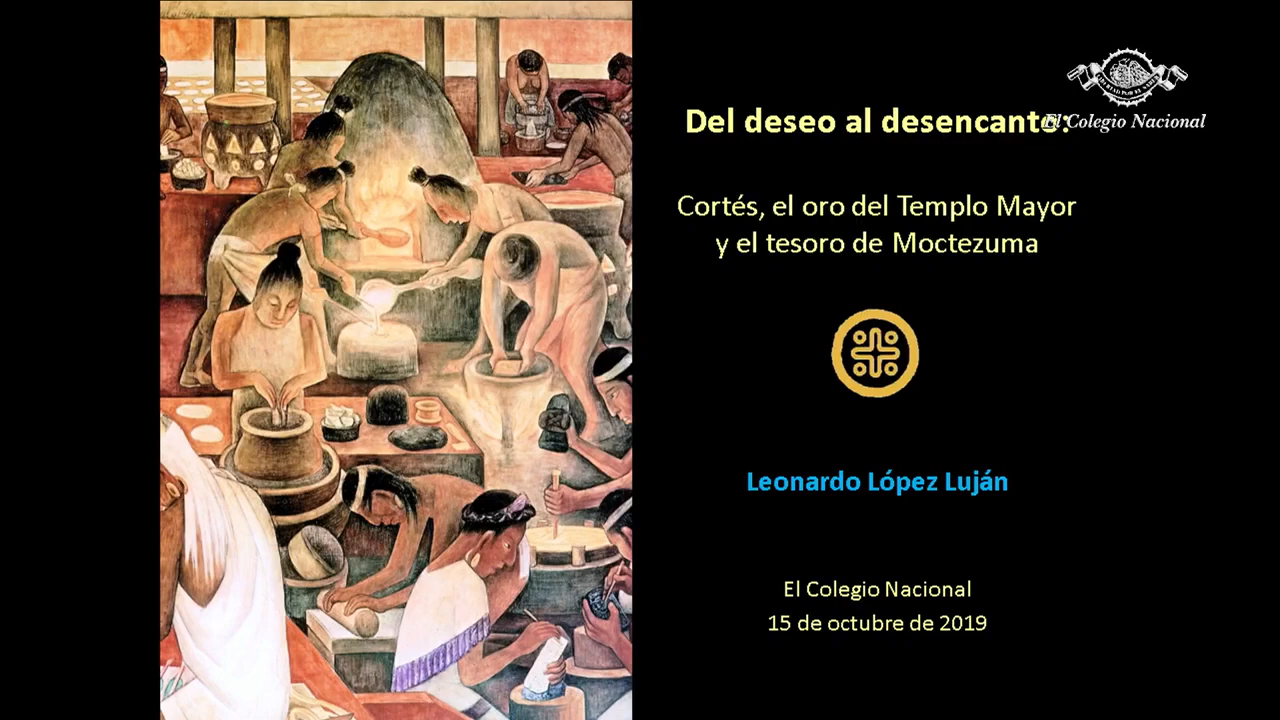 Del deseo al desencanto:
El Colegio Nacional
Cortés, el oro del Templo Mayor
y el tesoro de Moctezuma
Leonardo López Luján
El Colegio Nacional
15 de octubre de 2019